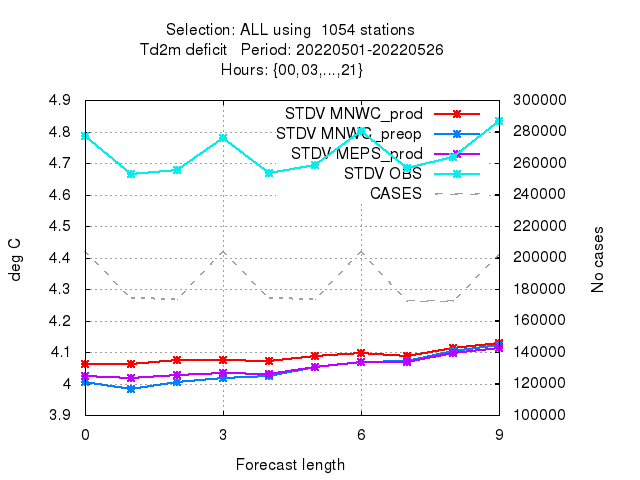 Selection: ALL using  1054 stations
Td2m deficit   Period: 20220501-20220526
Hours: {00,03,...,21}
4.9 300000
STDV MNWC_prod
4.8 280000
STDV MNWC_preop
STDV MEPS_prod
4.7 260000
STDV OBS
4.6 240000
CASES
4.5 220000
4.4 200000
4.3 180000
4.2 160000
4.1 140000
4 120000
3.9 100000
deg C
No cases
0 3 6 9
Forecast length